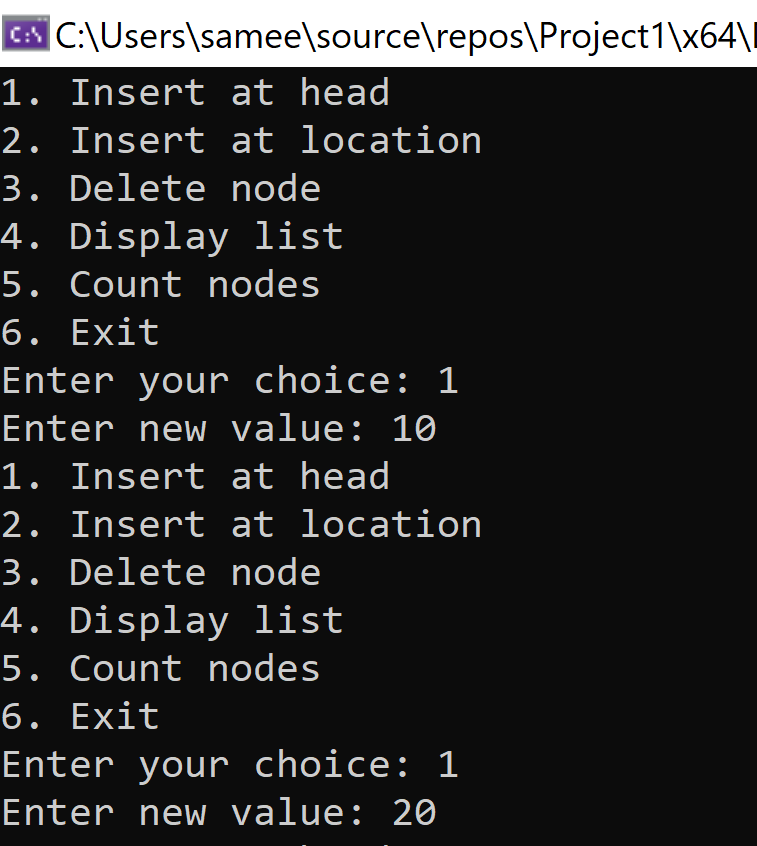 C:\Users\samee\source\repos\Project1\x64\
1. Insert at head
2. Insert at location
3. Delete node
4. Display list
5. Count nodes
6. Exit
Enter your choice: 1
Enter new value: 10
1. Insert at head
2. Insert at location
3. Delete node
4. Display list
5. Count nodes
6. Exit
Enter your choice: 1
Enter new value: 20